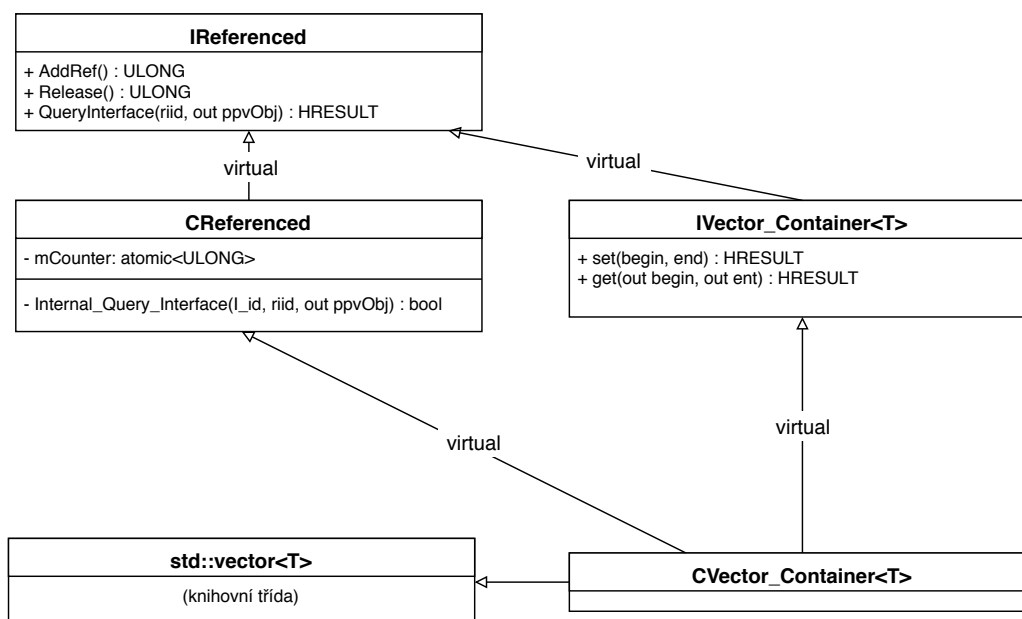 IReferenced
+ AddRef() : ULONG
+ Release() : ULONG
+ QueryInterface(riid, out ppvObj) : HRESULT
virtual
virtual
CReferenced
- mCounter: atomic<ULONG>
- Internal_Query_Interface(I_id, riid, out ppvObj) : bool
IVector_Container<T>
+ set(begin, end) : HRESULT
+ get(out begin, out ent) : HRESULT
virtual
virtual
std::vector<T>
(knihovní třída)
CVector_Container<T>